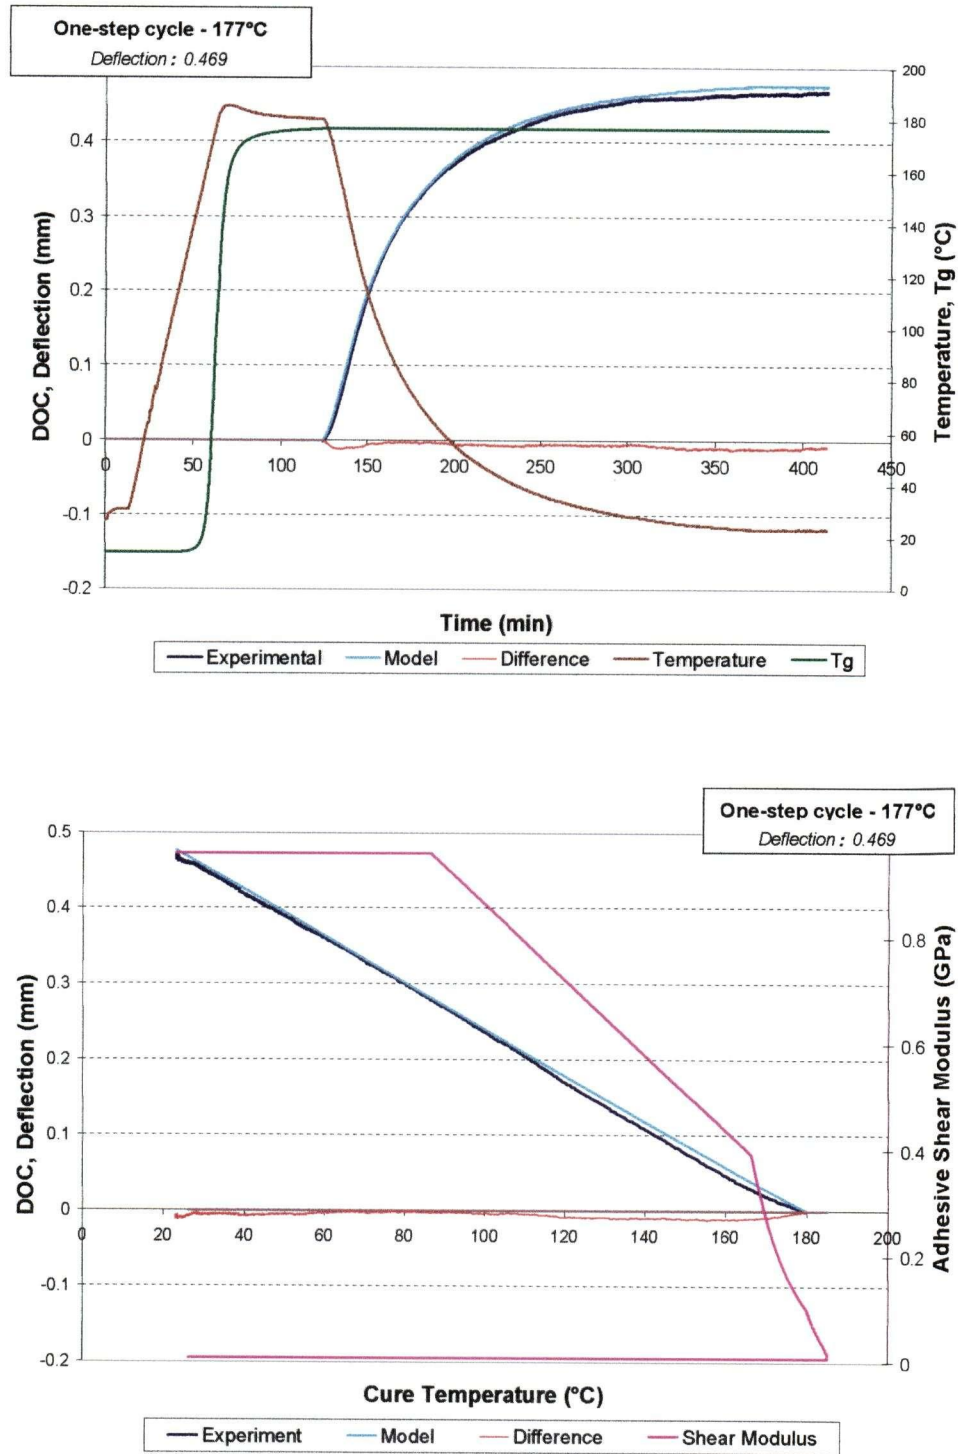 One-step cycle - 177°C
Deflection : 0.469
DOC, Deflection (mm)
0.4
0.3
0.2
0.1
0
-0.1
-0.2
0 50 100 150 200 250 300 350 400 450
200
180
160
140
120
100
80
60
40
20
0
Temperature, Tg (°C)
Time (min)
Experimental Model Difference Temperature Tg
One-step cycle - 177°C
Deflection : 0.469
DOC, Deflection (mm)
0.5
0.4
0.3
0.2
0.1
0
-0.1
-0.2
0 20 40 60 80 100 120 140 160 180 200
0.8
0.6
0.4
0.2
0
Adhesive Shear Modulus (GPa)
Cure Temperature (°C)
Experiment Model Difference Shear Modulus